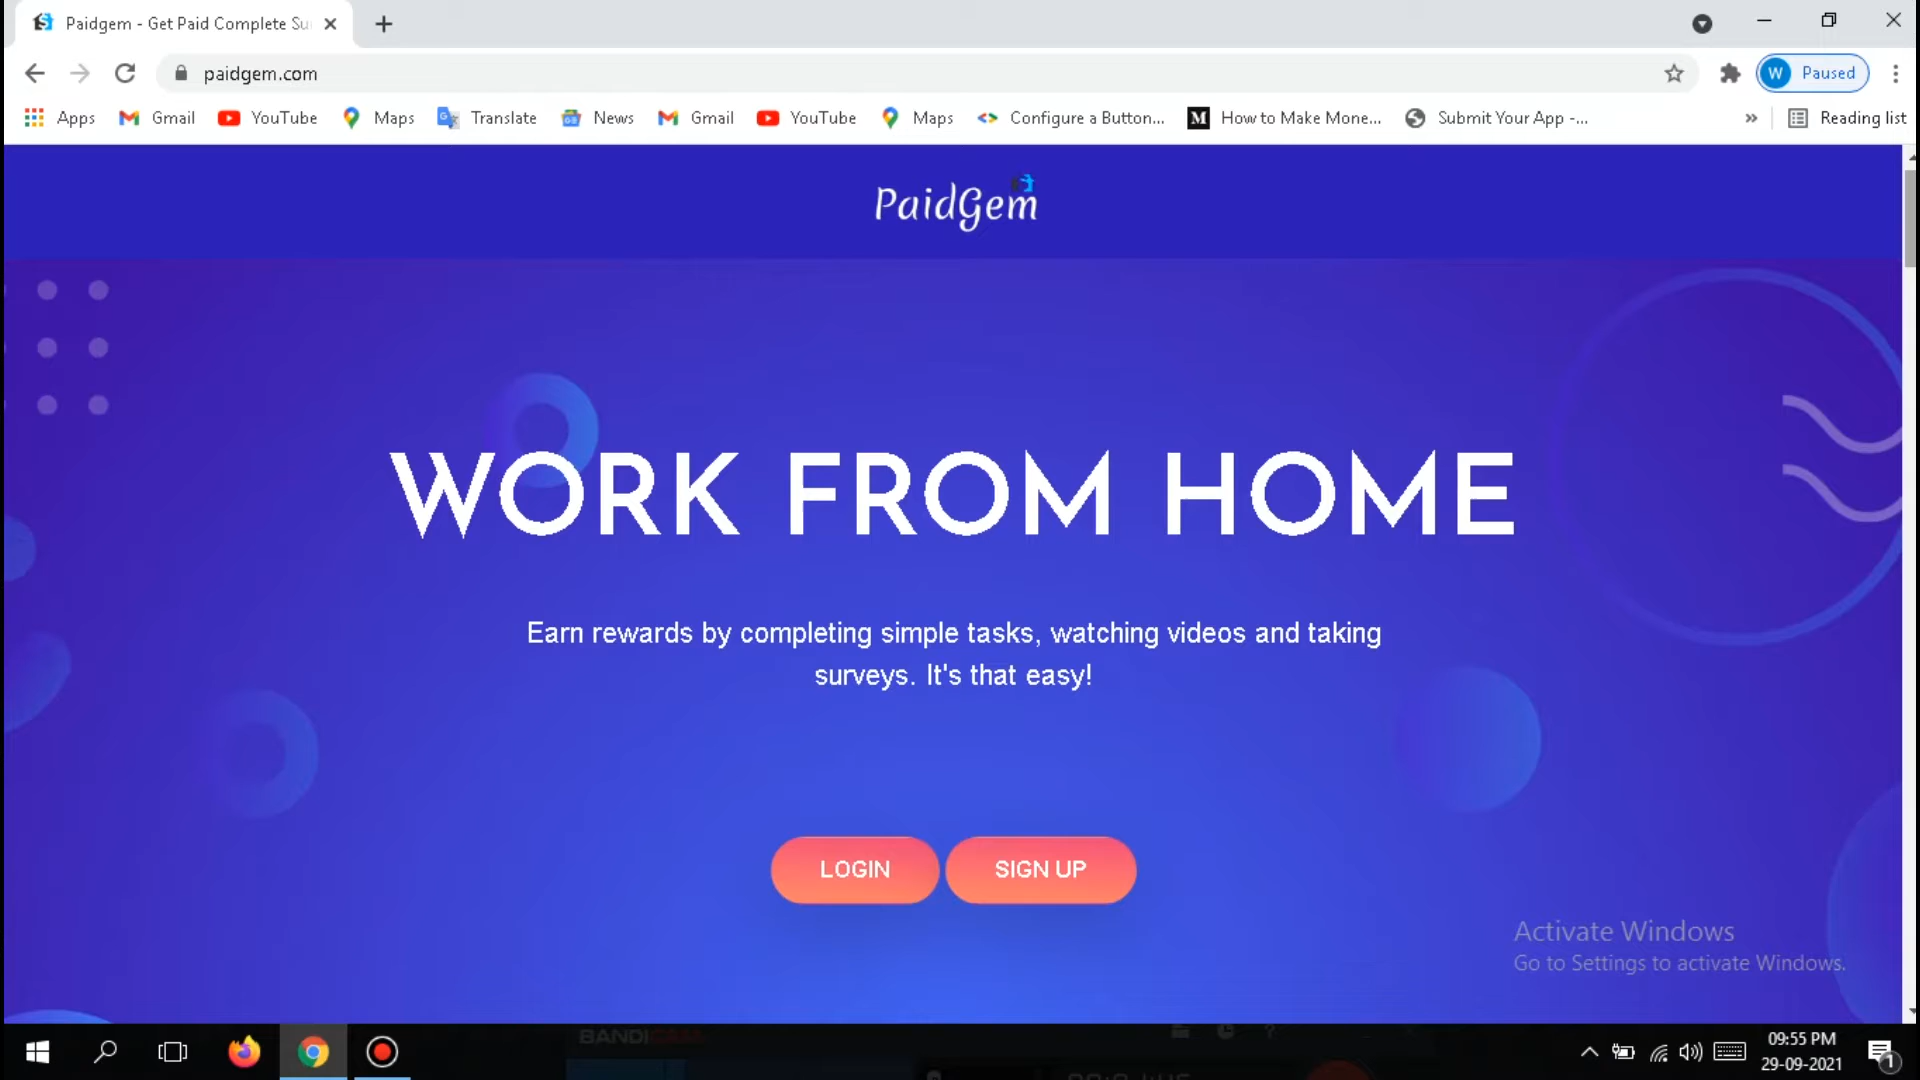 Paidgem - Get Paid Complete Su
paidgem.com
W Paused
Apps Gmail YouTube Maps Translate News Gmail YouTube Maps Configure a Button... How to Make Mone... Submit Your App -... » Reading list
PaidGem
WORK FROM HOME
Earn rewards by completing simple tasks, watching videos and taking
surveys. It's that easy!
LOGIN SIGN UP
Activate Windows
Go to Settings to activate Windows.
09:55 PM
29-09-2021
1